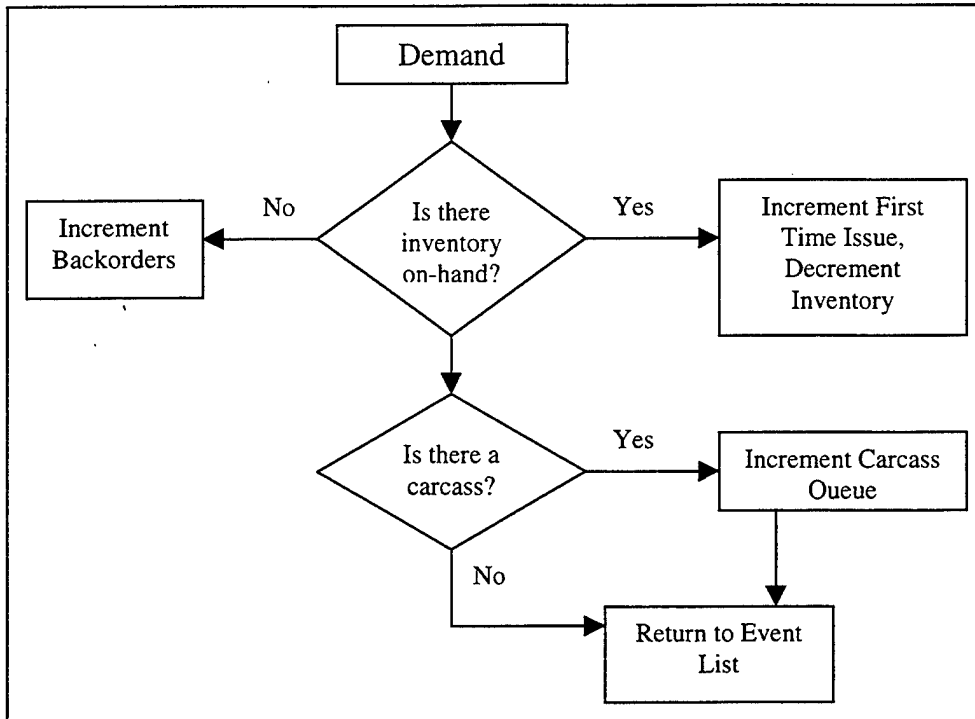 Demand
No
Yes
Is there
inventory
on-hand?
Increment
Backorders
Increment First
Time Issue,
Decrement
Inventory
Is there a
carcass?
Yes
Increment Carcass
Oueue
No
Return to Event
List